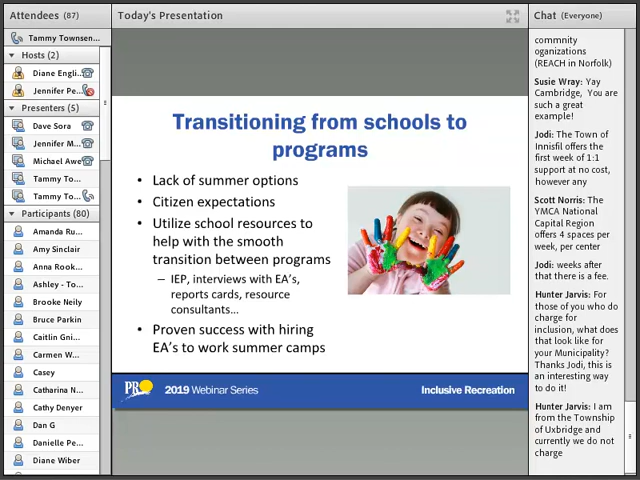 Attendees (87)
Tammy Townsen...
Hosts (2)
Diane Engli...
Jennifer Pe...
Presenters (5)
Dave Sora
Jennifer M...
Michael Awe
Tammy To...
Tammy To...
Participants (80)
Amanda Ru...
Amy Sinclair
Anna Rook...
Ashley - To...
Brooke Neily
Bruce Parkin
Caitlin Gni...
Carmen W...
Casey
Catharina N...
Cathy Denyer
Dan G
Danielle Pe...
Diane Wiber
Today's Presentation
Transitioning from schools to
programs
• Lack of summer options
• Citizen expectations
• Utilize school resources to
help with the smooth
transition between programs
– IEP, interviews with EA's,
reports cards, resource
consultants...
• Proven success with hiring
EA's to work summer camps
PRO
2019 Webinar Series
Inclusive Recreation
Chat (Everyone)
commnity
oganizations
(REACH in Norfolk)
Susie Wray: Yay
Cambridge, You are
such a great
example!
Jodi: The Town of
Innisfil offers the
first week of 1:1
support at no cost,
however any
Scott Norris: The
YMCA National
Capital Region
offers 4 spaces per
week, per center
Jodi: weeks after
that there is a fee.
Hunter Jarvis: For
those of you who do
charge for
inclusion, what does
that look like for
your Municipality?
Thanks Jodi, this is
an interesting way
to do it!
Hunter Jarvis: I am
from the Township
of Uxbridge and
currently we do not
charge